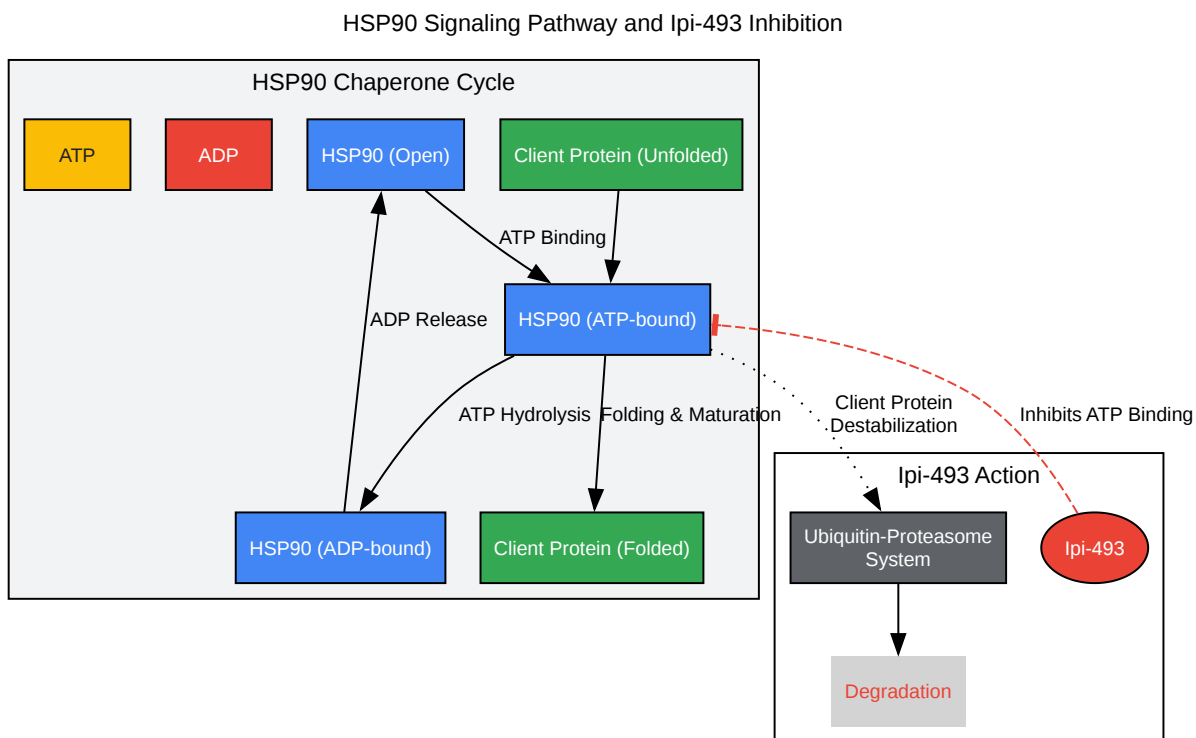 HSP90 Signaling Pathway and Ipi-493 Inhibition
HSP90 Chaperone Cycle
ATP
ADP
HSP90 (Open)
Client Protein (Unfolded)
ATP Binding
ADP Release
HSP90 (ATP-bound)
ATP Hydrolysis
Folding & Maturation
Client Protein
Destabilization
Inhibits ATP Binding
Ipi-493 Action
HSP90 (ADP-bound)
Client Protein (Folded)
Ubiquitin-Proteasome
System
Ipi-493
Degradation